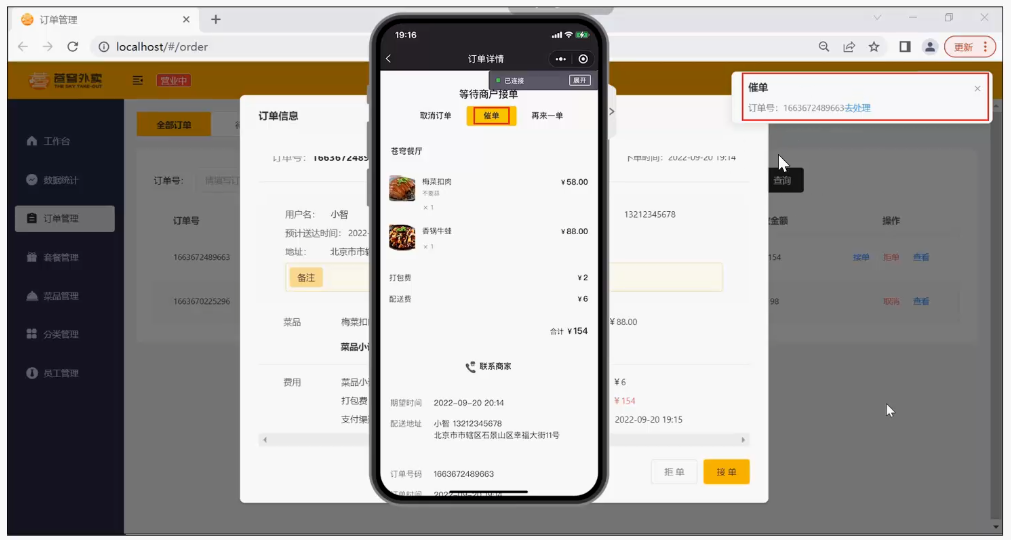 订单管理
localhost/#/order
更新
苍穹外卖
THE SKY TAKE-OUT
营业中
工作台
数据统计
订单管理
套餐管理
菜品管理
分类管理
员工管理
全部订单
订单号:
查询
订单号
金额
操作
1663672489663
154
接单 拒单 查看
1663670225296
98
取消 查看
订单信息
下单时间: 2022-09-20 19:14
用户名: 小智
13212345678
预计送达时间: 2022-
地址: 北京市市辖
备注
菜品
梅菜扣
¥88.00
菜品小
费用
菜品小
¥6
打包费
¥154
支付
2022-09-20 19:15
拒单
接单
19:16
订单详情
已连接
展开
等待商户接单
取消订单
催单
再来一单
苍穹餐厅
梅菜扣肉
¥58.00
×1
香锅牛蛙
¥88.00
×1
打包费
¥2
配送费
¥6
合计 ¥154
联系商家
期望时间 2022-09-20 20:14
配送地址 小智 13212345678
北京市市辖区石景山区幸福大街11号
订单号码 1663672489663
催单
订单号: 1663672489663去处理